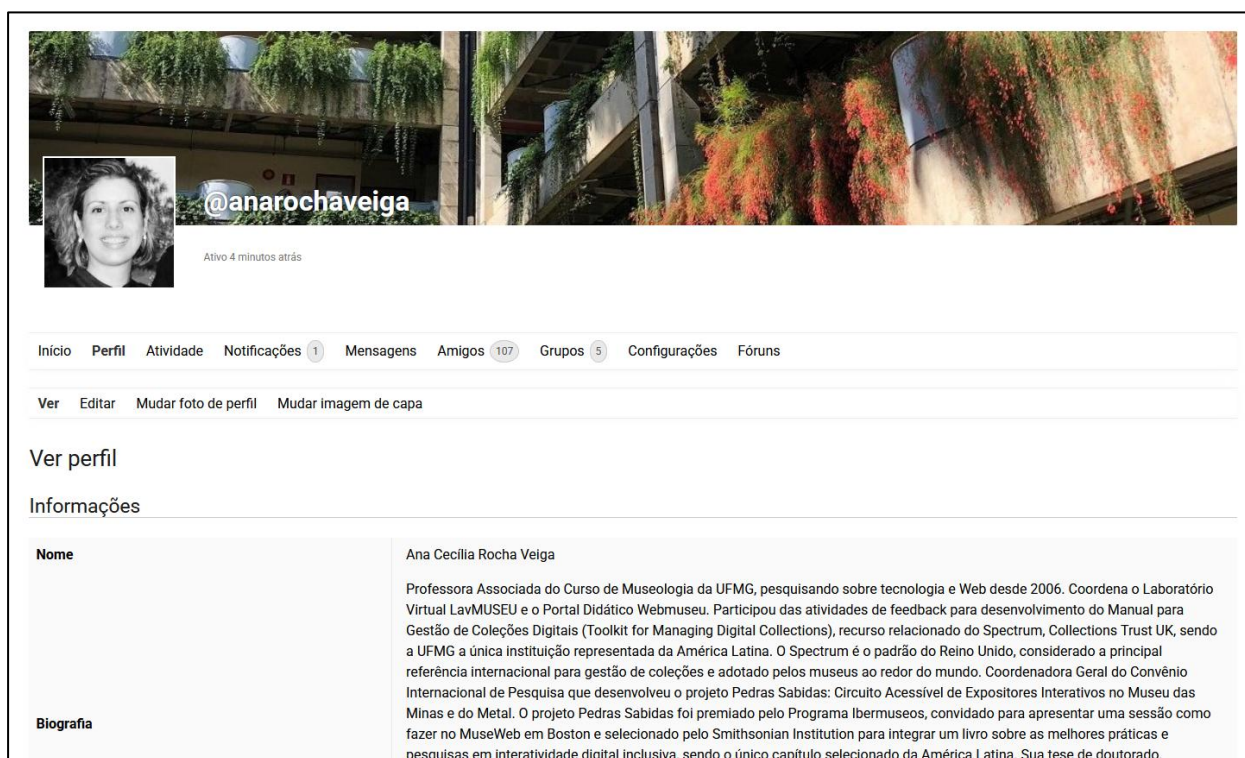 @anarochaveiga
Ativo 4 minutos atrás
Início Perfil Atividade Notificações 1 Mensagens Amigos 107 Grupos 5 Configurações Fóruns
Ver Editar Mudar foto de perfil Mudar imagem de capa
Ver perfil
Informações
Nome Ana Cecília Rocha Veiga
Professora Associada do Curso de Museologia da UFMG, pesquisando sobre tecnologia e Web desde 2006. Coordena o Laboratório
Virtual LavMUSEU e o Portal Didático Webmuseu. Participou das atividades de feedback para desenvolvimento do Manual para
Gestão de Coleções Digitais (Toolkit for Managing Digital Collections), recurso relacionado do Spectrum, Collections Trust UK, sendo
a UFMG a única instituição representada da América Latina. O Spectrum é o padrão do Reino Unido, considerado a principal
referência internacional para gestão de coleções e adotado pelos museus ao redor do mundo. Coordenadora Geral do Convênio
Internacional de Pesquisa que desenvolveu o projeto Pedras Sabidas: Circuito Acessível de Expositores Interativos no Museu das
Biografia
Minas e do Metal. O projeto Pedras Sabidas foi premiado pelo Programa Ibermuseos, convidado para apresentar uma sessão como
fazer no MuseWeb em Boston e selecionado pelo Smithsonian Institution para integrar um livro sobre as melhores práticas e
pesquisas em interatividade digital inclusiva, sendo o único capítulo selecionado da América Latina. Sua tese de doutorado,